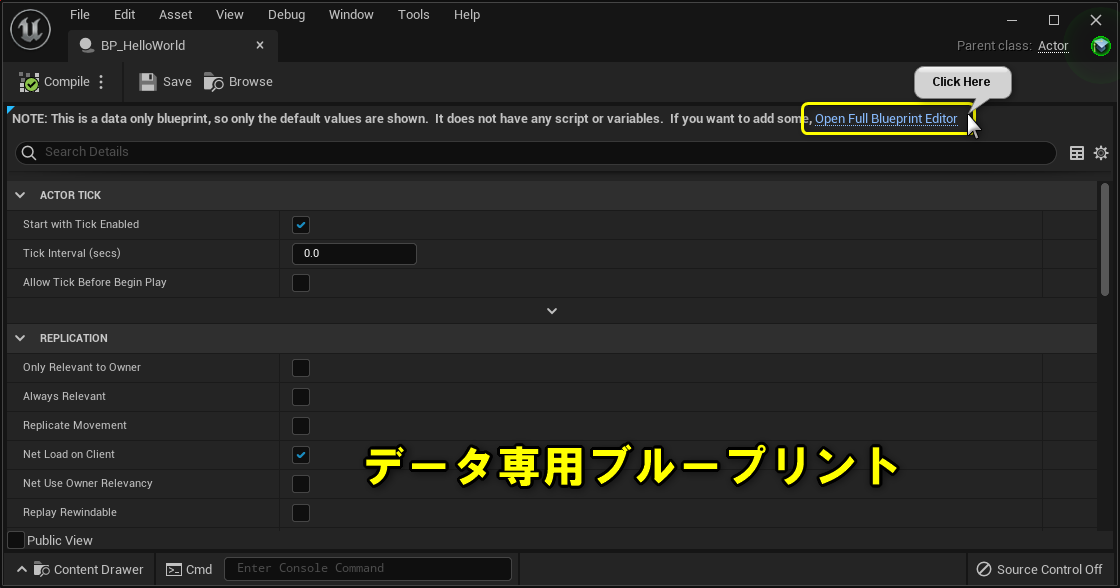 File Edit Asset View Debug Window Tools Help
BP_HelloWorld
Parent class: Actor
Compile Save Browse
Click Here
NOTE: This is a data only blueprint, so only the default values are shown. It does not have any script or variables. If you want to add some, Open Full Blueprint Editor
Search Details
ACTOR TICK
Start with Tick Enabled
Tick Interval (secs) 0.0
Allow Tick Before Begin Play
REPLICATION
Only Relevant to Owner
Always Relevant
Replicate Movement
Net Load on Client
データ専用ブループリント
Net Use Owner Relevancy
Replay Rewindable
Public View
Content Drawer Cmd Enter Console Command Source Control Off